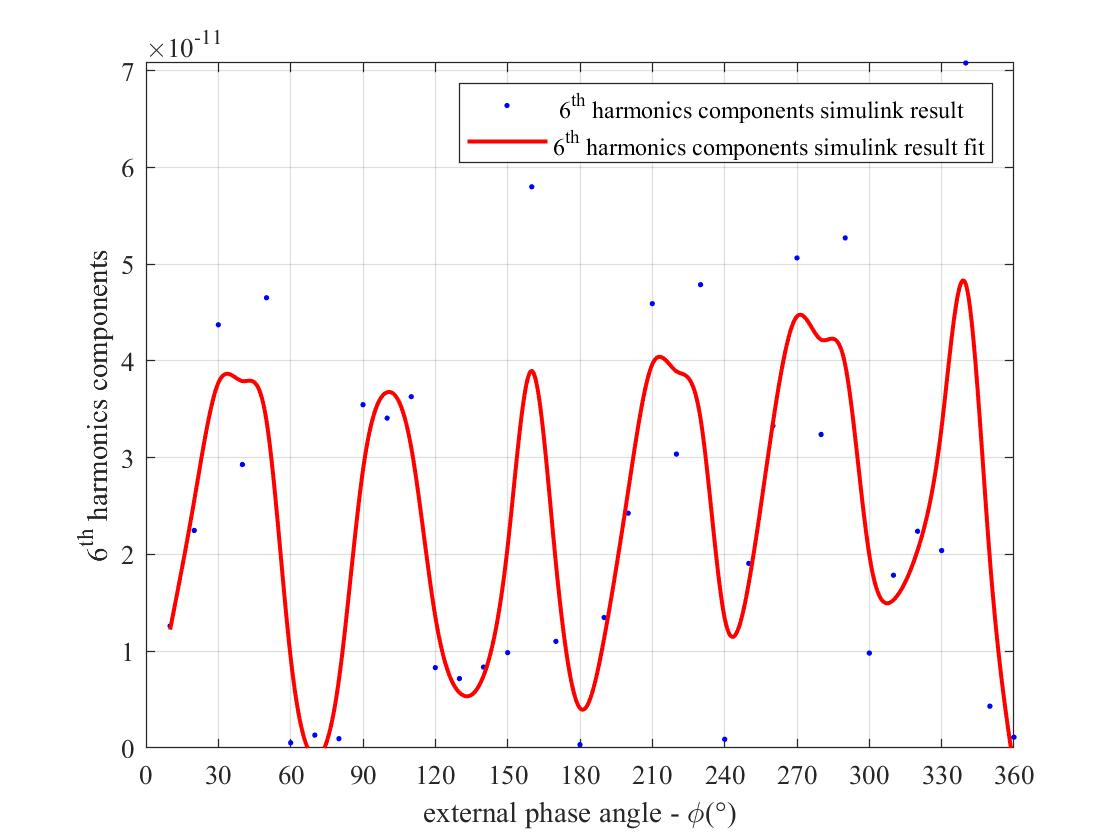 ×10⁻¹¹
7
6
5
4
3
2
1
0
6ᵗʰ harmonics components
6ᵗʰ harmonics components simulink result
6ᵗʰ harmonics components simulink result fit
0 30 60 90 120 150 180 210 240 270 300 330 360
external phase angle - ϕ(°)